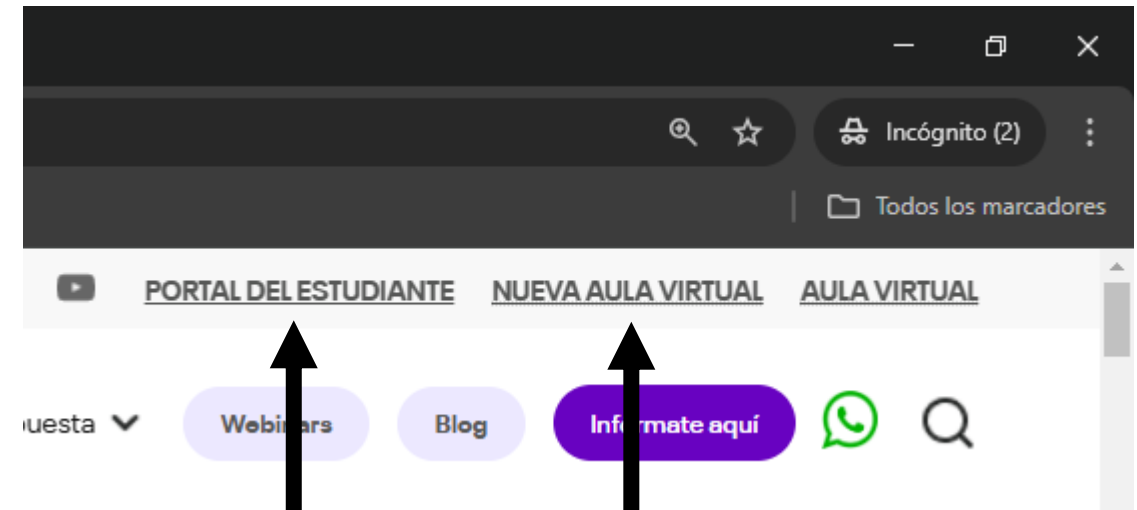 Incógnito (2)
Todos los marcadores
PORTAL DEL ESTUDIANTE NUEVA AULA VIRTUAL AULA VIRTUAL
uesta Webinars Blog Infórmate aquí